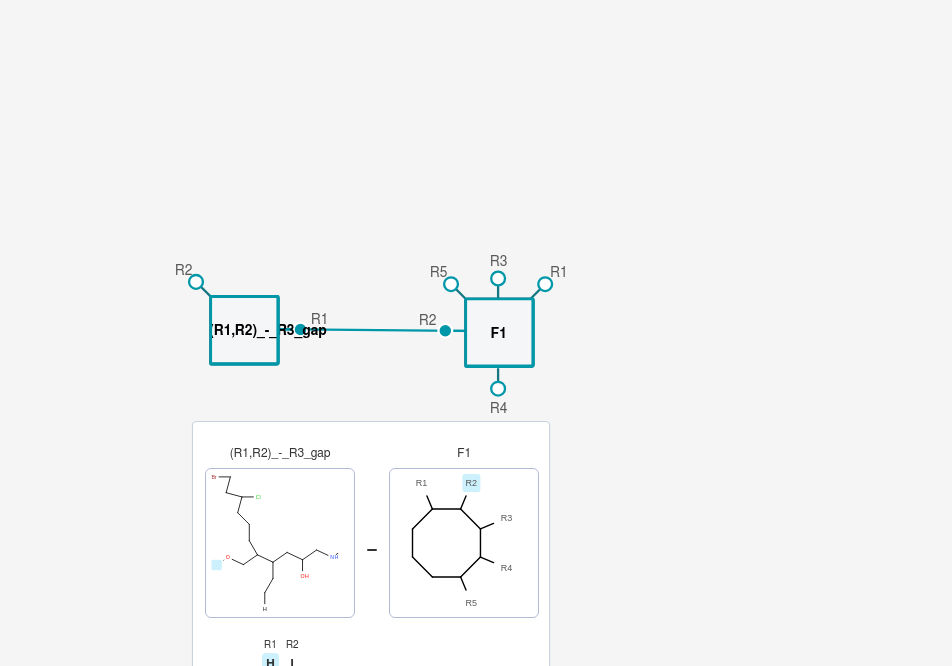 R2
R5
R3
R1
(R1,R2)_-_R3_gap
R1
R2
F1
R4
(R1,R2)_-_R3_gap
F1
Br
Cl
O
OH
H
R1
R2
R3
R4
R5
–
R1 R2
H